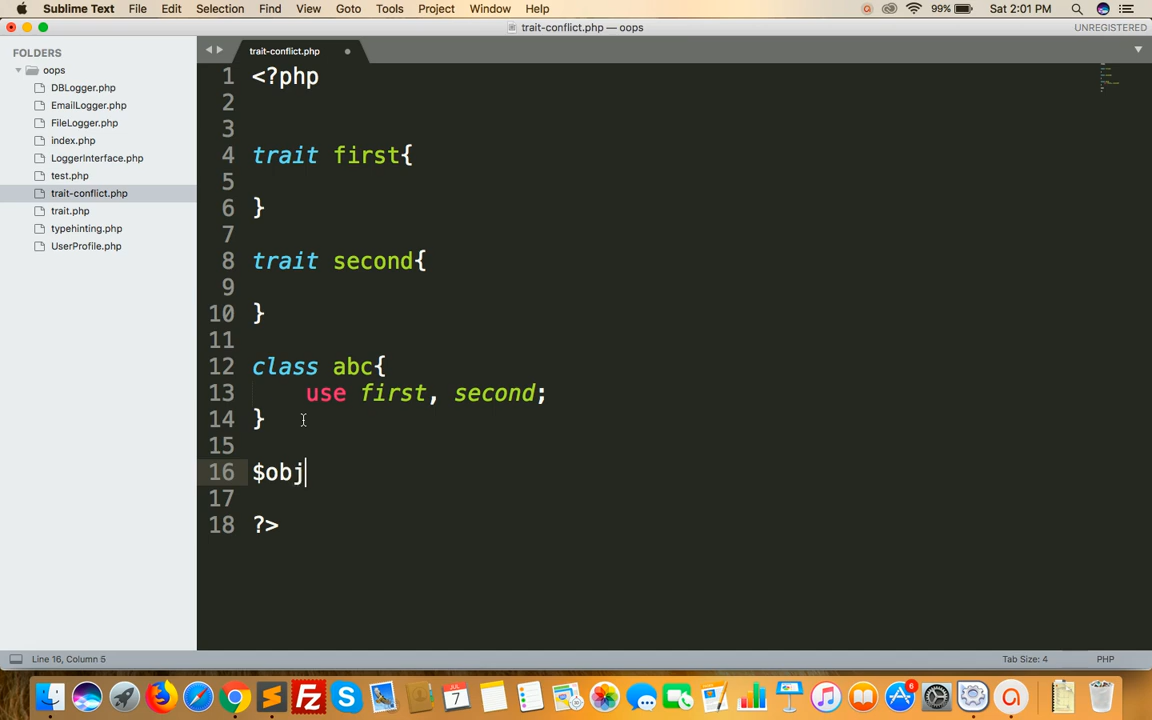 Sublime Text File Edit Selection Find View Goto Tools Project Window Help 99% Sat 2:01 PM
trait-conflict.php — oops UNREGISTERED
FOLDERS
oops
DBLogger.php
EmailLogger.php
FileLogger.php
index.php
LoggerInterface.php
test.php
trait-conflict.php
trait.php
typehinting.php
UserProfile.php
trait-conflict.php
1 <?php
2
3
4 trait first{
5
6 }
7
8 trait second{
9
10 }
11
12 class abc{
13 use first, second;
14 }
15
16 $obj
17
18 ?>
Line 16, Column 5 Tab Size: 4 PHP
JUL
7
6